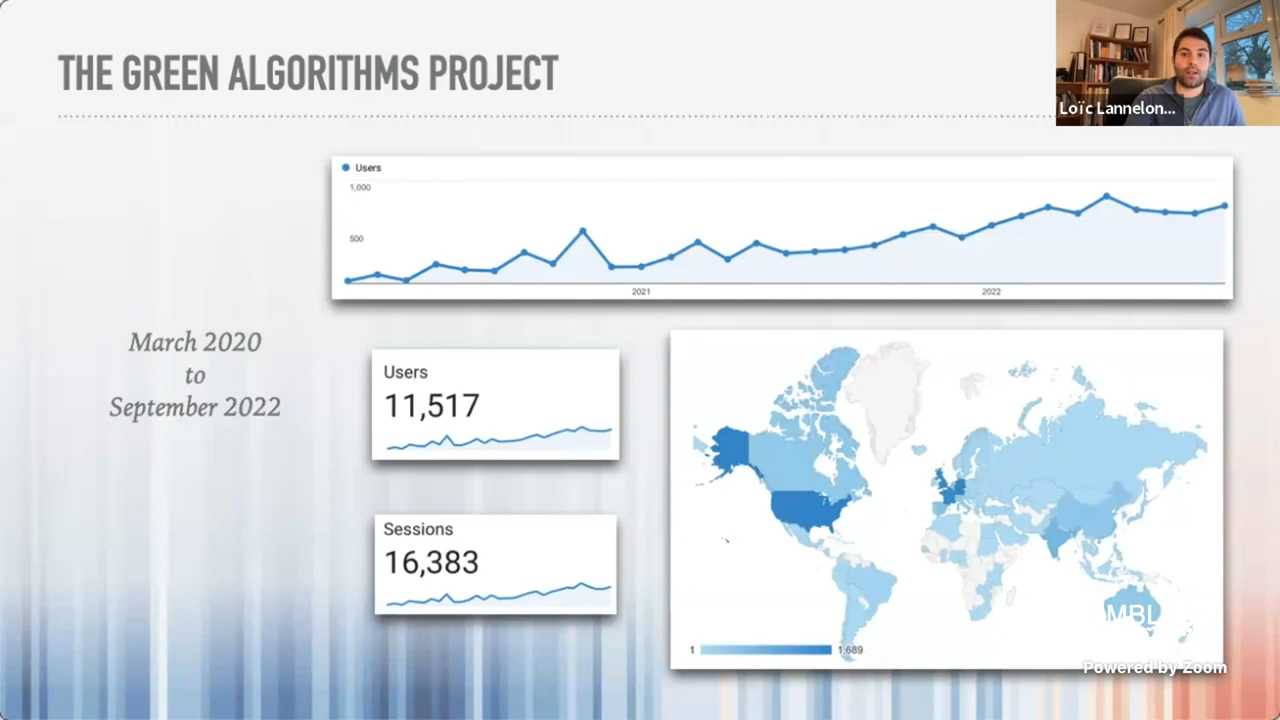 THE GREEN ALGORITHMS PROJECT
Loïc Lannelon...
Users
1,000
500
2021
2022
March 2020
to
September 2022
Users
11,517
Sessions
16,383
1
1,689
MBL
Powered by Zoom